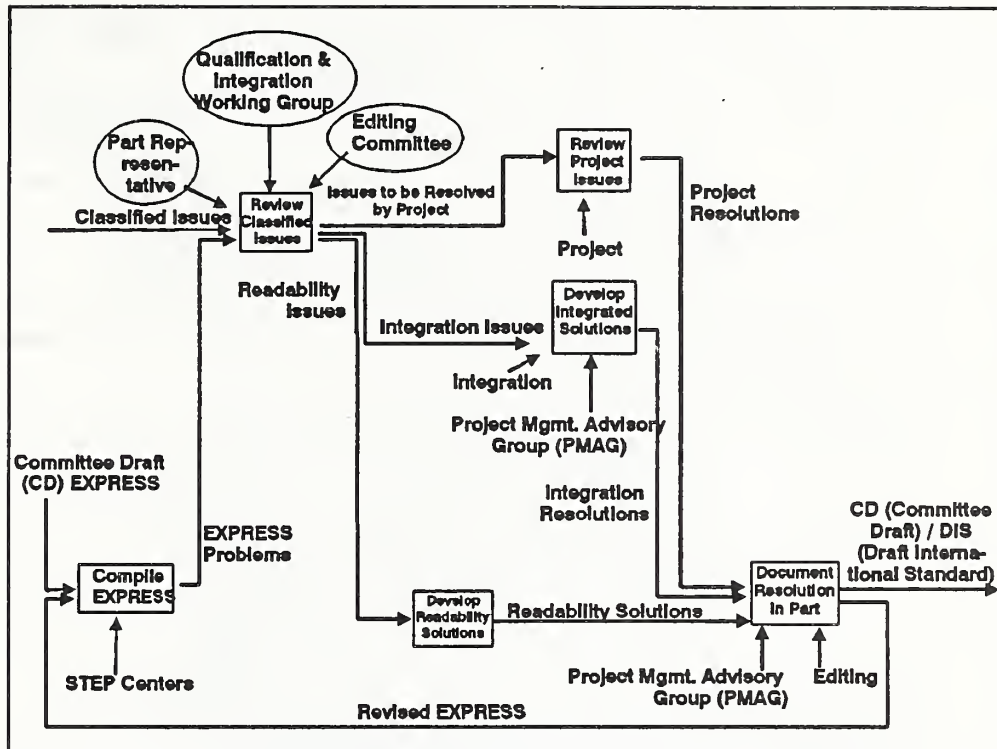 Qualification &
Integration
Working Group
Editing
Committee
Part Rep-
resen-
tative
Classified Issues
Review
Classified
Issues
Issues to be Resolved
by Project
Review
Project
Issues
Project
Project
Resolutions
Readability
Issues
Integration Issues
Develop
Integrated
Solutions
Integration
Project Mgmt. Advisory
Group (PMAG)
Integration
Resolutions
Committee Draft
(CD) EXPRESS
EXPRESS
Problems
Compile
EXPRESS
STEP Centers
Develop
Readability
Solutions
Readability Solutions
Document
Resolution
in Part
CD (Committee
Draft) / DIS
(Draft Interna-
tional Standard)
Project Mgmt. Advisory
Group (PMAG)
Editing
Revised EXPRESS